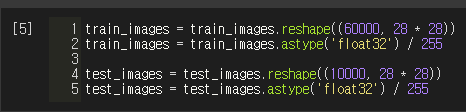 [5]
1 train_images = train_images.reshape((60000, 28 * 28))
2 train_images = train_images.astype('float32') / 255
3
4 test_images = test_images.reshape((10000, 28 * 28))
5 test_images = test_images.astype('float32') / 255